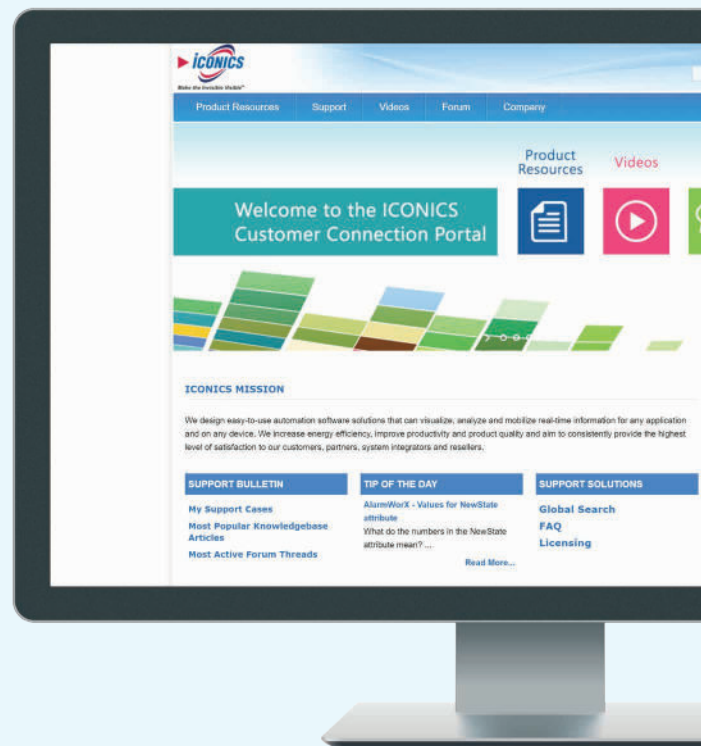 ICONICS
Make the Invisible Visible™
Product Resources Support Videos Forum Company
Product
Resources
Videos
Welcome to the ICONICS
Customer Connection Portal
ICONICS MISSION
We design easy-to-use automation software solutions that can visualize, analyze and mobilize real-time information for any application
and on any device. We increase energy efficiency, improve productivity and product quality and aim to consistently provide the highest
level of satisfaction to our customers, partners, system integrators and resellers.
SUPPORT BULLETIN
My Support Cases
Most Popular Knowledgebase
Articles
Most Active Forum Threads
TIP OF THE DAY
AlarmWorX - Values for NewState
attribute
What do the numbers in the NewState
attribute mean? ...
Read More...
SUPPORT SOLUTIONS
Global Search
FAQ
Licensing